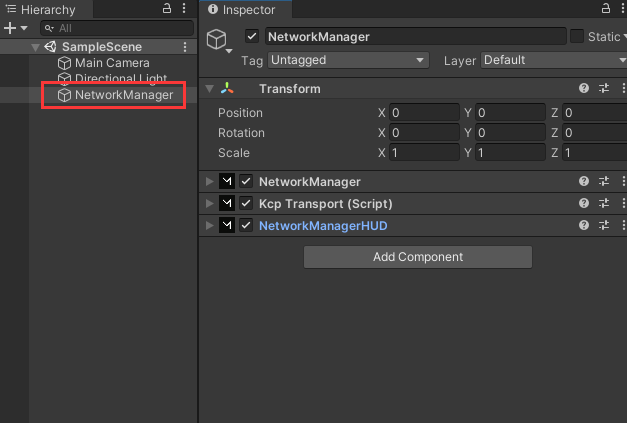 Hierarchy
All
SampleScene
Main Camera
Directional Light
NetworkManager
Inspector
NetworkManager
Static
Tag Untagged Layer Default
Transform
Position X 0 Y 0 Z 0
Rotation X 0 Y 0 Z 0
Scale X 1 Y 1 Z 1
NetworkManager
Kcp Transport (Script)
NetworkManagerHUD
Add Component